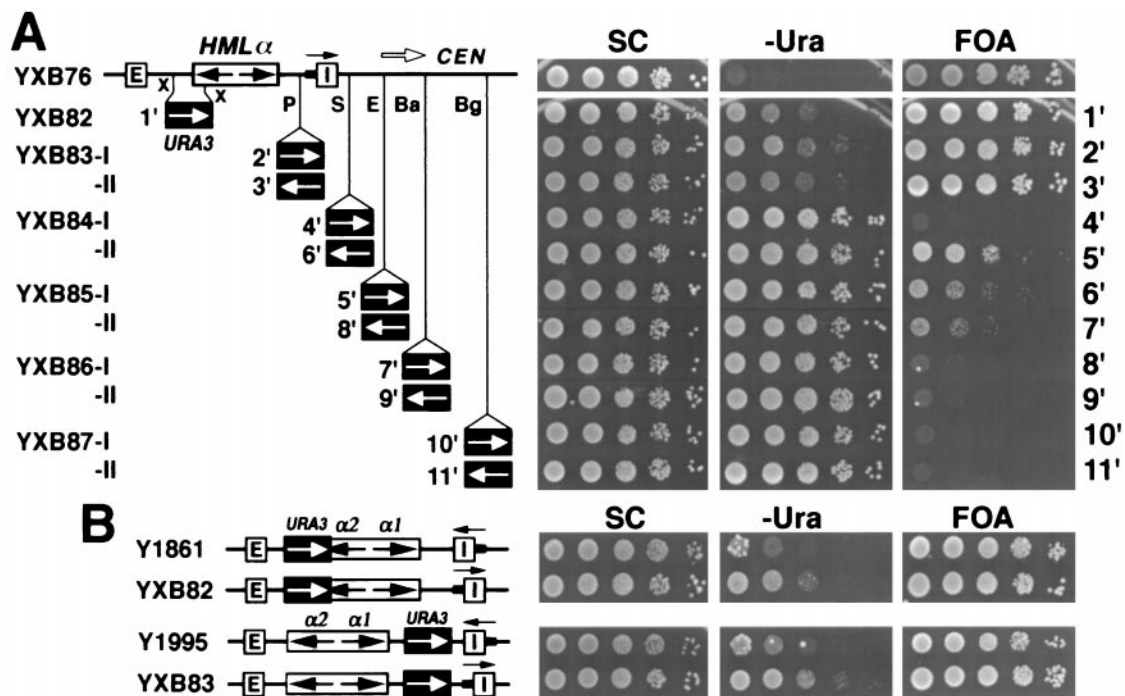 A
HMLα
CEN
SC
-Ura
FOA
YXB76
E
I
X
X
P
S
E
Ba
Bg
YXB82
1'
URA3
1'
YXB83-I
2'
2'
-II
3'
3'
YXB84-I
4'
4'
-II
6'
5'
YXB85-I
5'
6'
-II
8'
7'
YXB86-I
7'
8'
-II
9'
9'
YXB87-I
10'
10'
-II
11'
11'
B
SC
-Ura
FOA
URA3 α2 α1
Y1861
E
I
YXB82
E
I
α2 α1 URA3
Y1995
E
I
YXB83
E
I